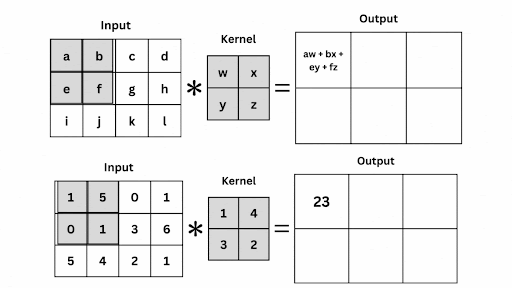 Input
Kernel
Output
a b c d
e f g h
i j k l
*
w x
y z
=
aw + bx +
ey + fz
Input
Kernel
Output
1 5 0 1
0 1 3 6
5 4 2 1
*
1 4
3 2
=
23